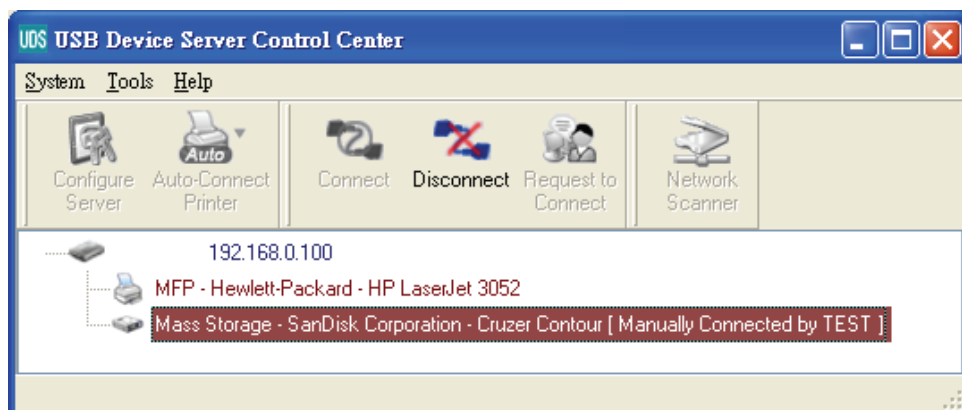 UDS USB Device Server Control Center
System Tools Help
Configure Server
Auto Auto-Connect Printer
Connect
Disconnect
Request to Connect
Network Scanner
192.168.0.100
MFP - Hewlett-Packard - HP LaserJet 3052
Mass Storage - SanDisk Corporation - Cruzer Contour [ Manually Connected by TEST ]